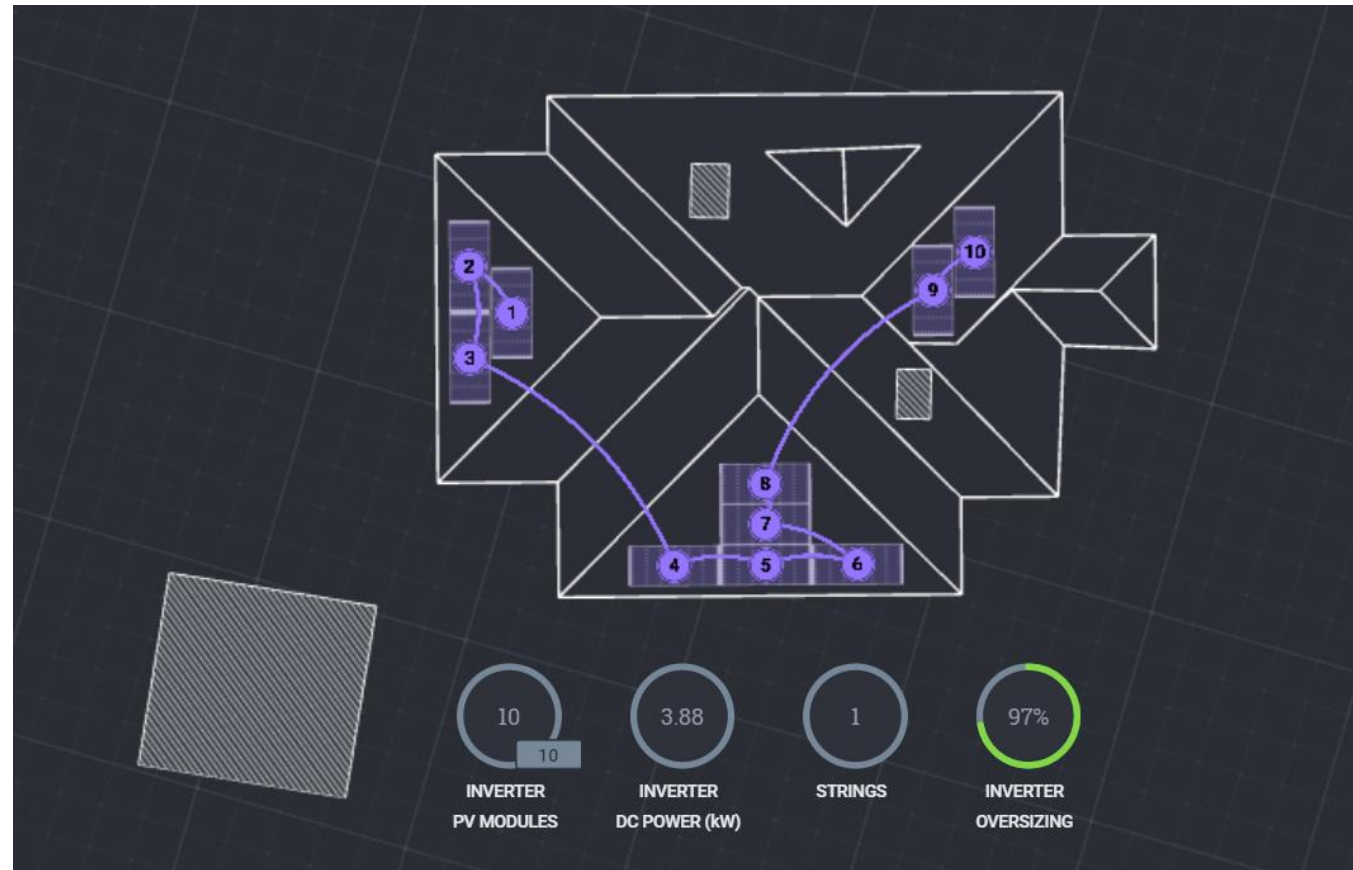 10
2
9
1
3
8
7
4
5
6
10
3.88
1
97%
10
INVERTER
PV MODULES
INVERTER
DC POWER (kW)
STRINGS
INVERTER
OVERSIZING